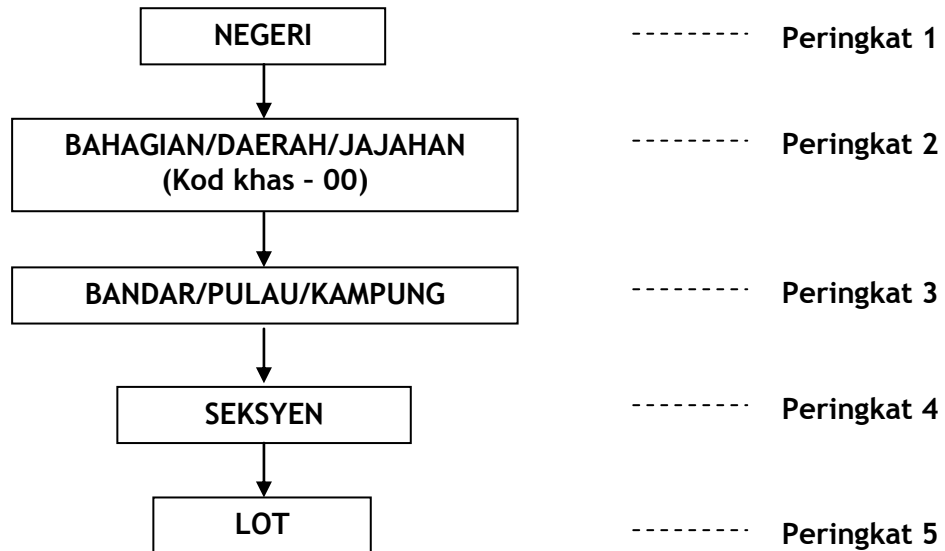 NEGERI Peringkat 1
BAHAGIAN/DAERAH/JAJAHAN Peringkat 2
(Kod khas – 00)
BANDAR/PULAU/KAMPUNG Peringkat 3
SEKSYEN Peringkat 4
LOT Peringkat 5